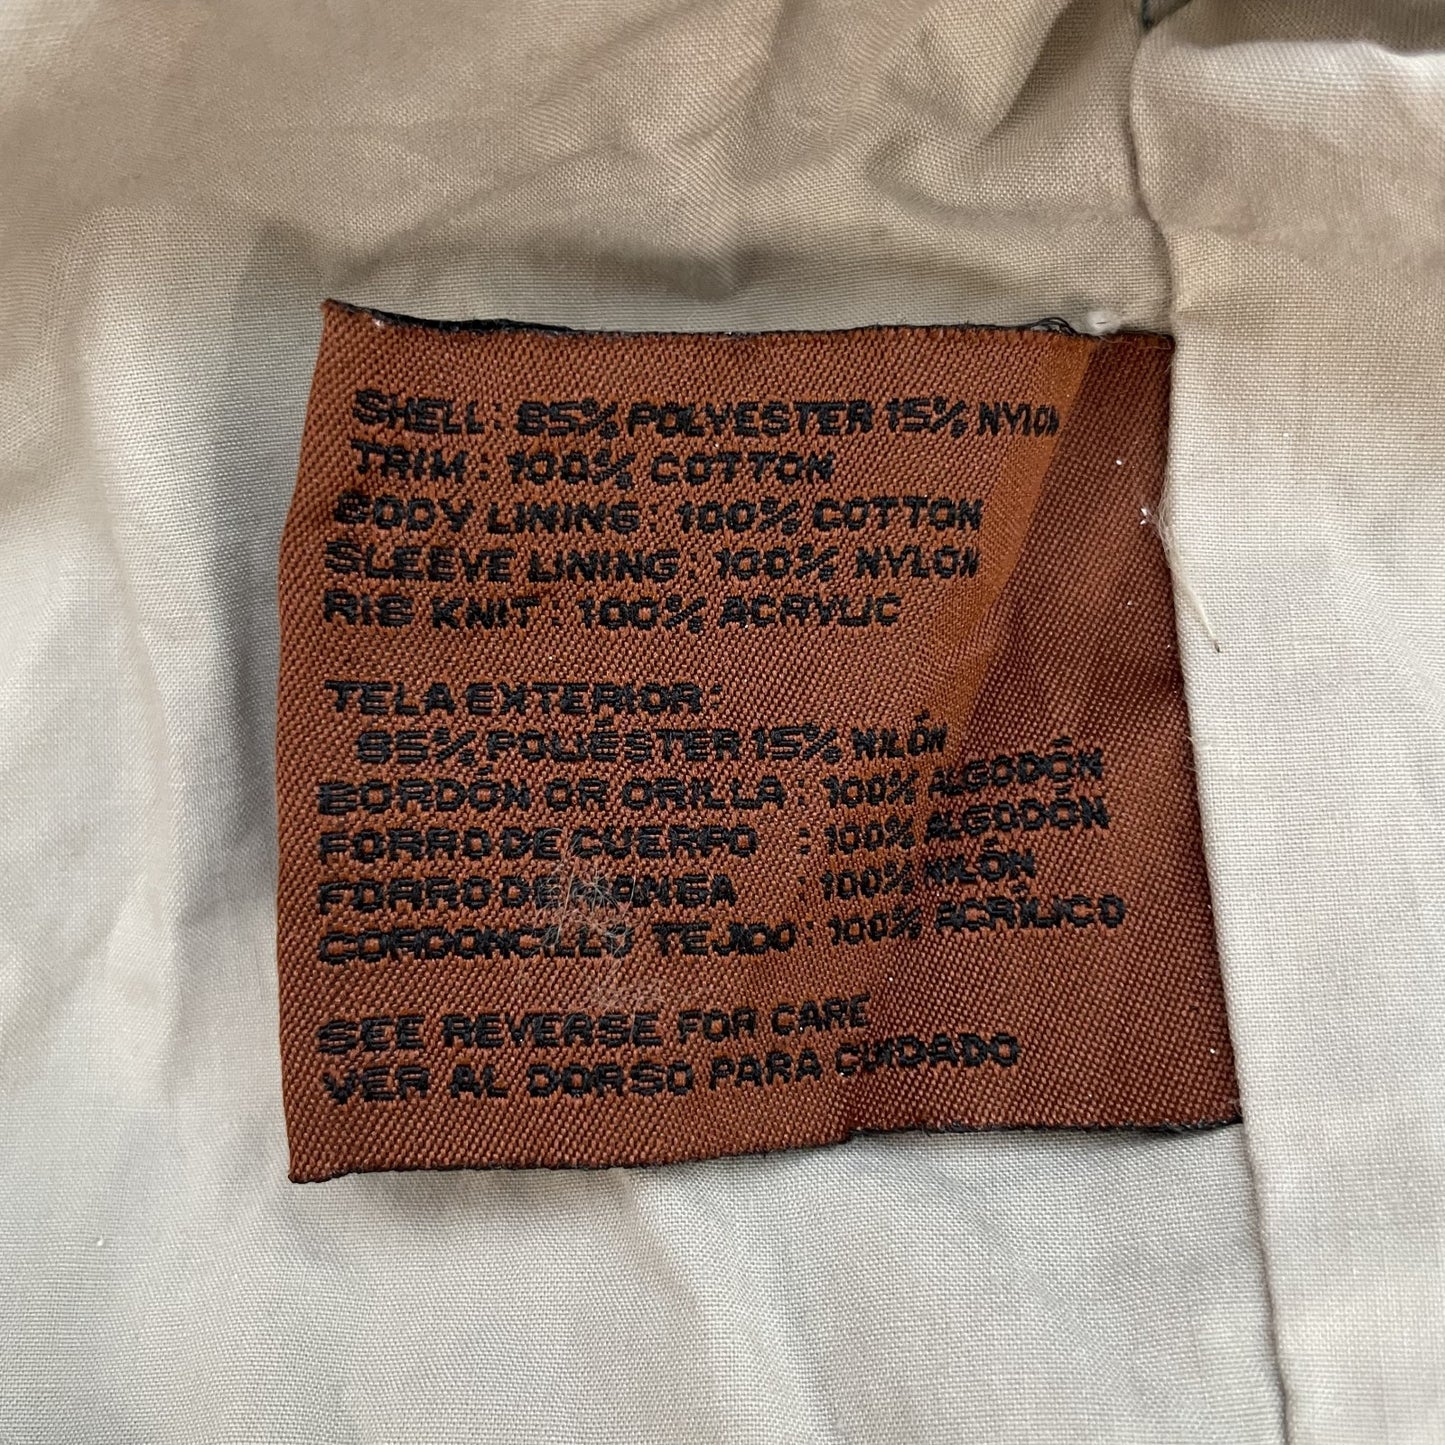 SHELL: 85% POLYESTER 15% NYLON
TRIM: 100% COTTON
BODY LINING: 100% COTTON
SLEEVE LINING: 100% NYLON
RIB KNIT: 100% ACRYLIC
TELA EXTERIOR:
85% POLIÉSTER 15% NILÓN
BORDÓN OR ORILLA: 100% ALGODÓN
FORRO DE CUERPO : 100% ALGODÓN
FORRO DE MANGA : 100% NILÓN
CORDONCILLO TEJIDO: 100% ACRÍLICO
SEE REVERSE FOR CARE
VER AL DORSO PARA CUIDADO